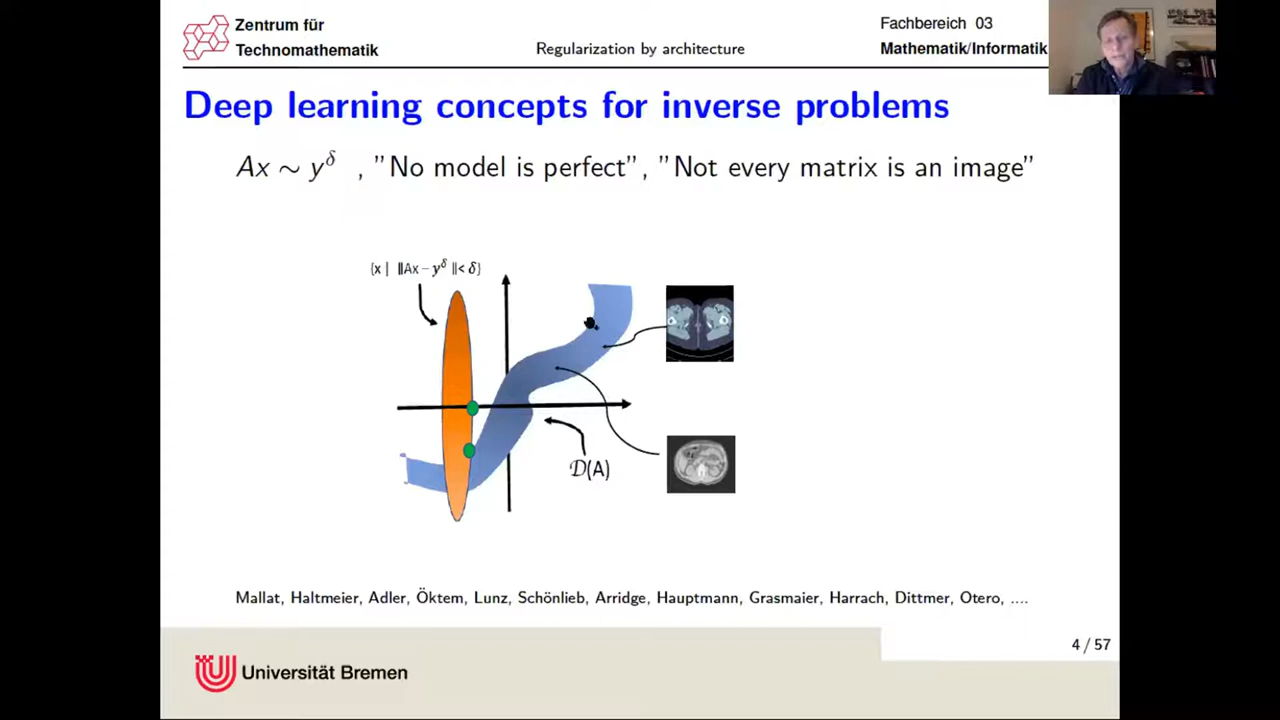 Zentrum für
Technomathematik
Regularization by architecture
Fachbereich 03
Mathematik/Informatik
Deep learning concepts for inverse problems
Ax ∼ y^δ , "No model is perfect", "Not every matrix is an image"
{x | ‖Ax − y^δ‖< δ}
D(A)
Mallat, Haltmeier, Adler, Öktem, Lunz, Schönlieb, Arridge, Hauptmann, Grasmaier, Harrach, Dittmer, Otero, ....
4 / 57
Universität Bremen